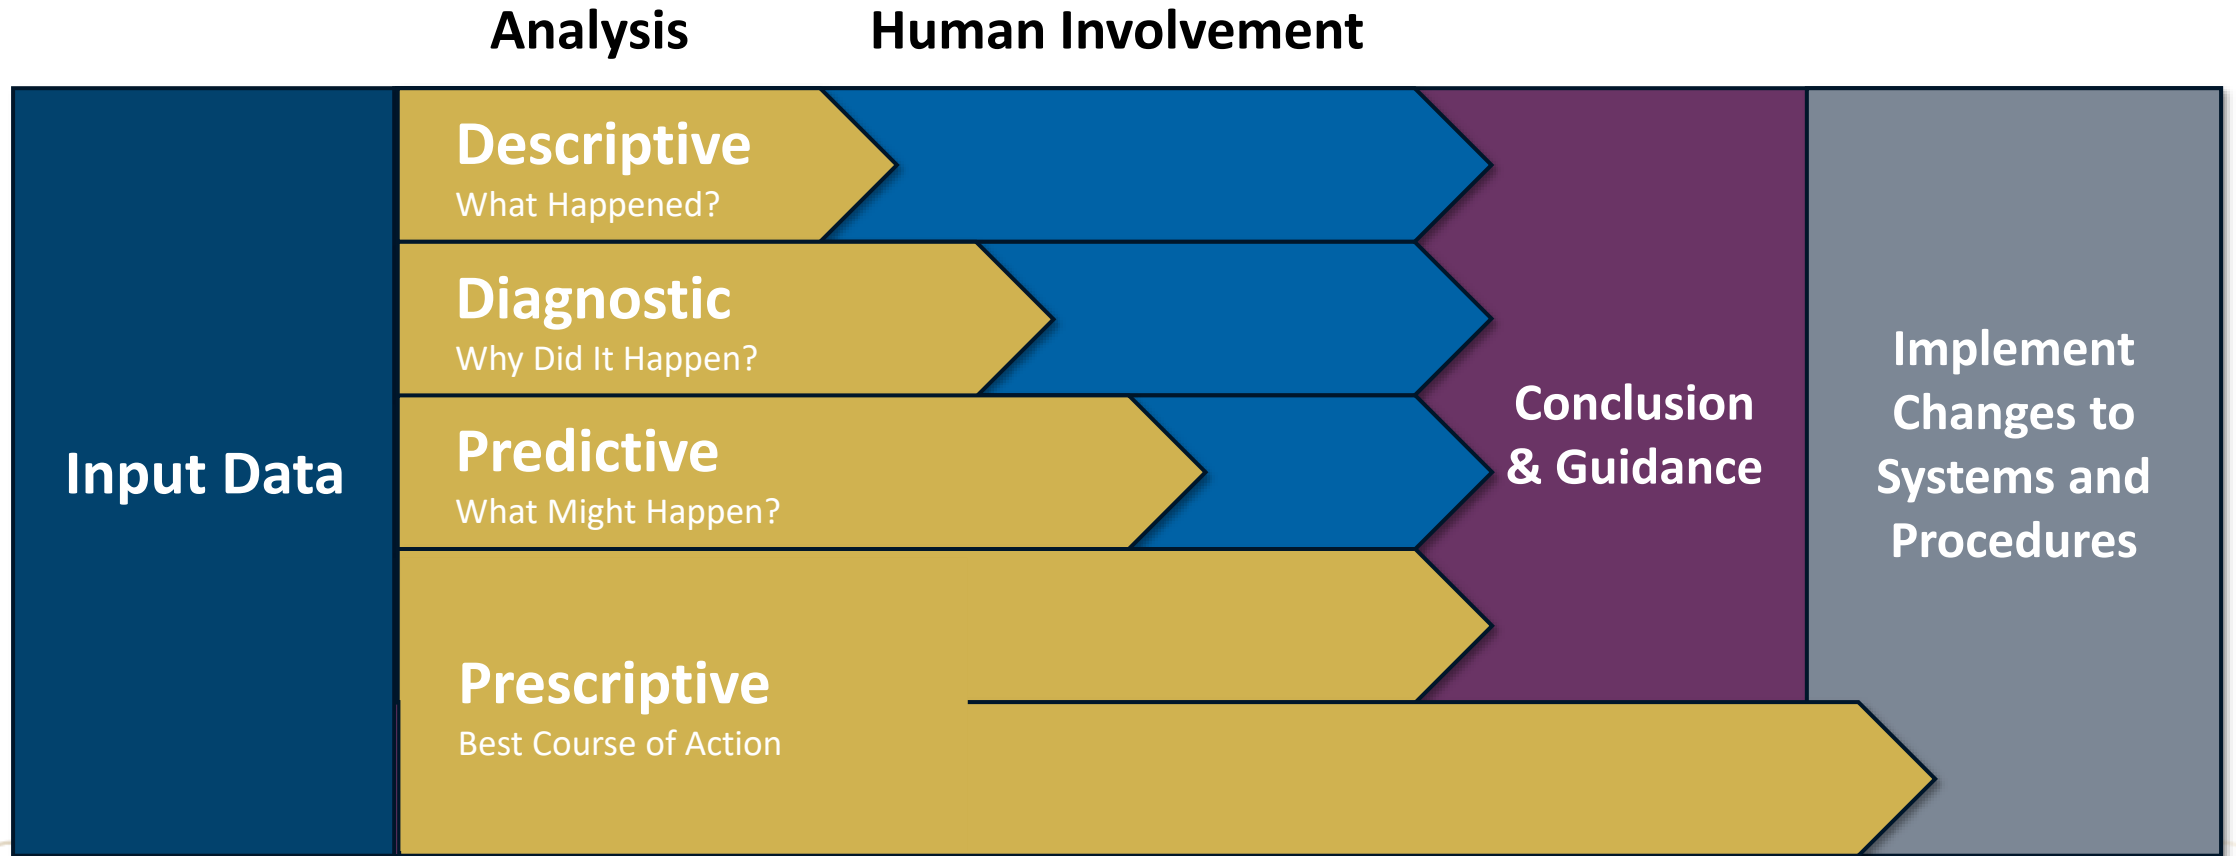 Analysis
Human Involvement
Input Data
Descriptive
What Happened?
Diagnostic
Why Did It Happen?
Predictive
What Might Happen?
Prescriptive
Best Course of Action
Conclusion
& Guidance
Implement
Changes to
Systems and
Procedures